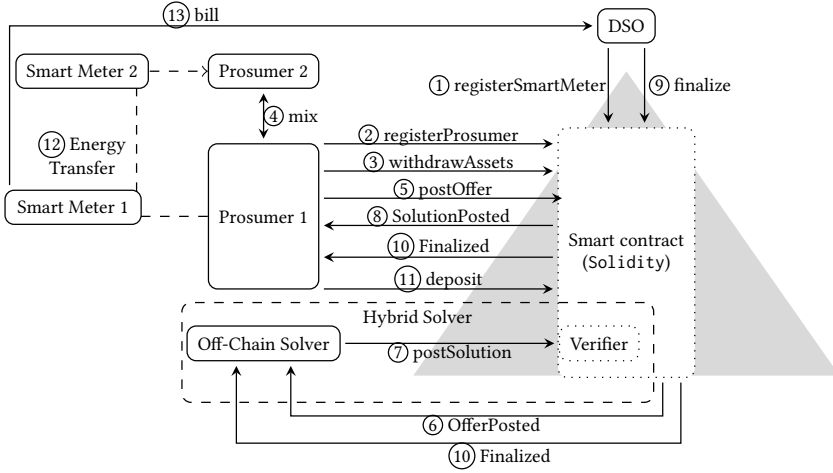 ⑬ bill
DSO
Smart Meter 2
Prosumer 2
① registerSmartMeter
⑨ finalize
④ mix
⑫ Energy
Transfer
② registerProsumer
③ withdrawAssets
⑤ postOffer
Smart Meter 1
Prosumer 1
⑧ SolutionPosted
Smart contract
(Solidity)
⑩ Finalized
⑪ deposit
Hybrid Solver
Off-Chain Solver
⑦ postSolution
Verifier
⑥ OfferPosted
⑩ Finalized